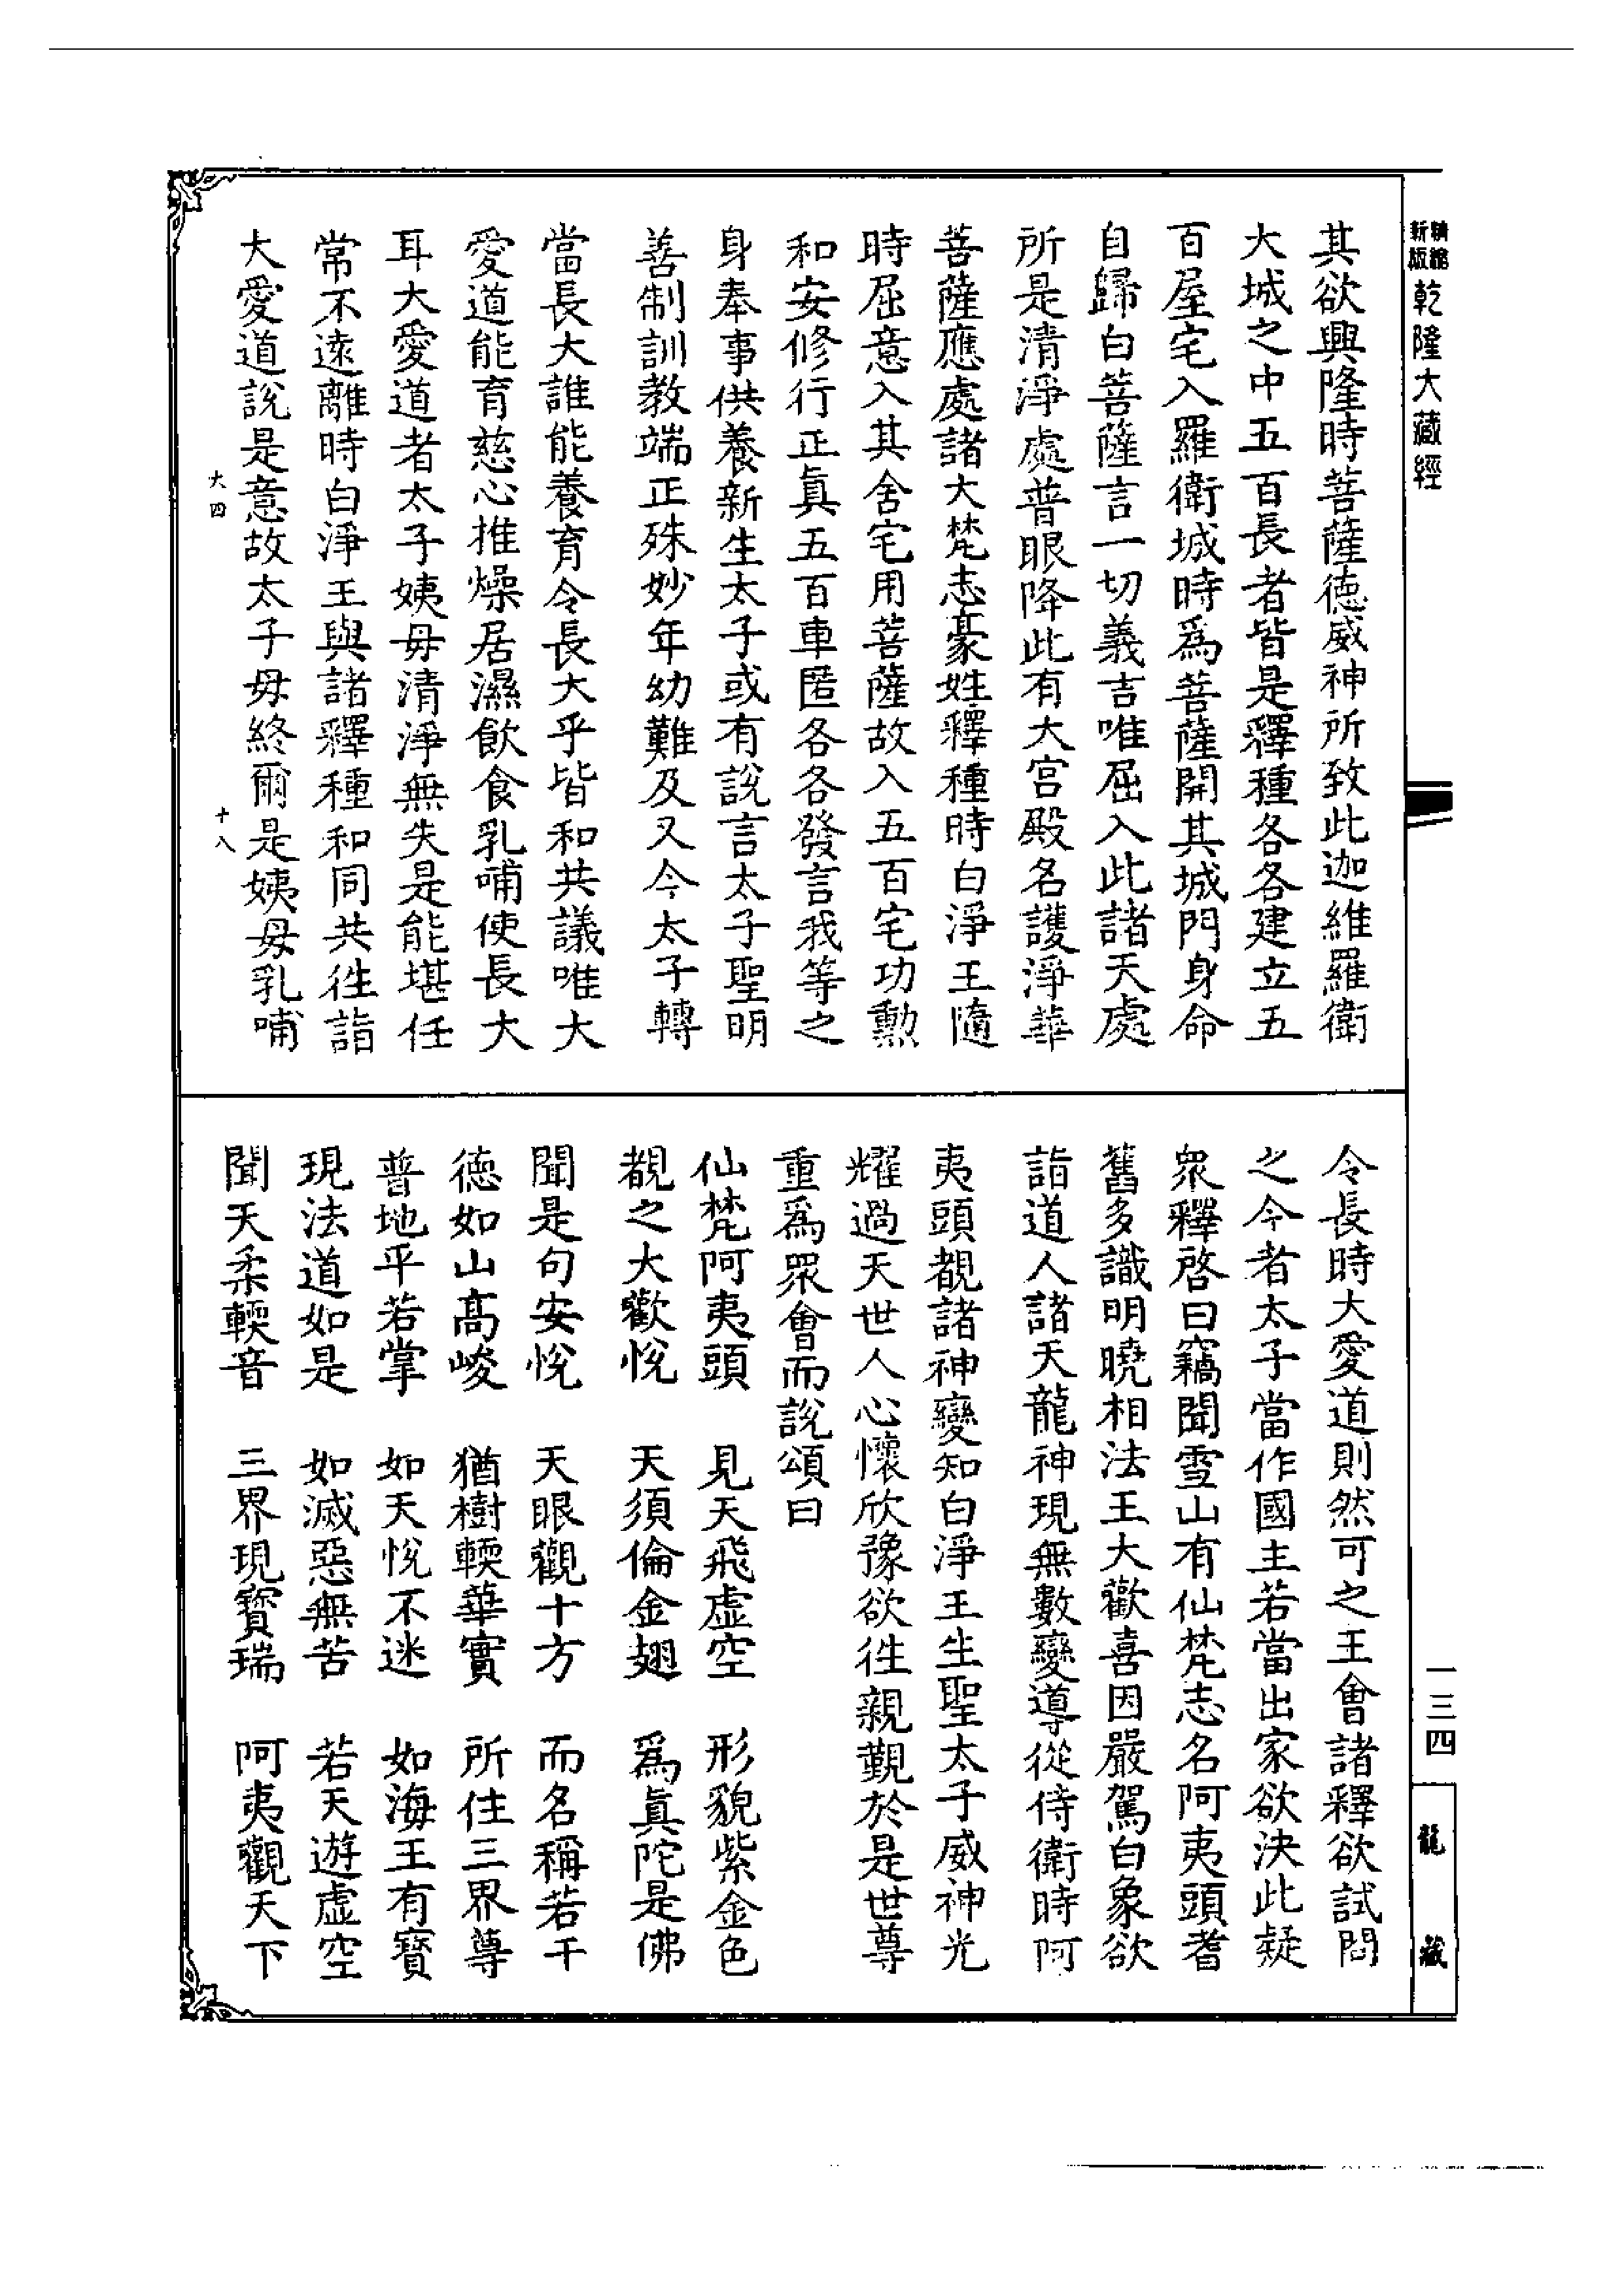 新版
精縮
乾隆大藏經
其欲興隆時菩薩德威神所致此迦維羅衛
大城之中五百長者皆是釋種各各建立五
百屋宅入羅衛城時為菩薩開其城門身命
自歸白菩薩言一切義吉唯屈入此諸天處
所是清淨處普眼降此有大宮殿名護淨華
菩薩應處諸大梵志豪姓釋種時白淨王隨
時屈意入其舍宅用菩薩故入五百宅功勳
和安修行正真五百車匿各各發言我等之
身奉事供養新生太子或有說言太子聖明
善制訓教端正殊妙年幼難及又今太子轉
當長大誰能養育令長大乎皆和共議唯大
愛道能育慈心推燥居濕飲食乳哺使長大
耳大愛道者太子姨母清淨無失是能堪任
常不遠離時白淨王與諸釋種和同共往詣
大愛道說是意故太子母終爾是姨母乳哺
大四
十八
令長時大愛道則然可之王會諸釋欲試問
之今者太子當作國主若當出家欲決此疑
眾釋啓曰竊聞雪山有仙梵志名阿夷頭耆
舊多識明曉相法王大歡喜因嚴駕白象欲
詣道人諸天龍神現無數變導從侍衛時阿
夷頭覩諸神變知白淨王生聖太子威神光
耀過天世人心懷欣豫欲往親覲於是世尊
重為眾會而說頌曰
仙梵阿夷頭　見天飛虛空　形貌紫金色
覩之大歡悅　天須倫金翅　為真陀是佛
聞是句安悅　天眼觀十方　而名稱若干
德如山高峻　猶樹輭華實　所住三界尊
普地平若掌　如天悅不迷　如海王有寶
現法道如是　如滅惡無苦　若天遊虛空
聞天柔輭音　三界現寶瑞　阿夷觀天下
一三四
龍藏